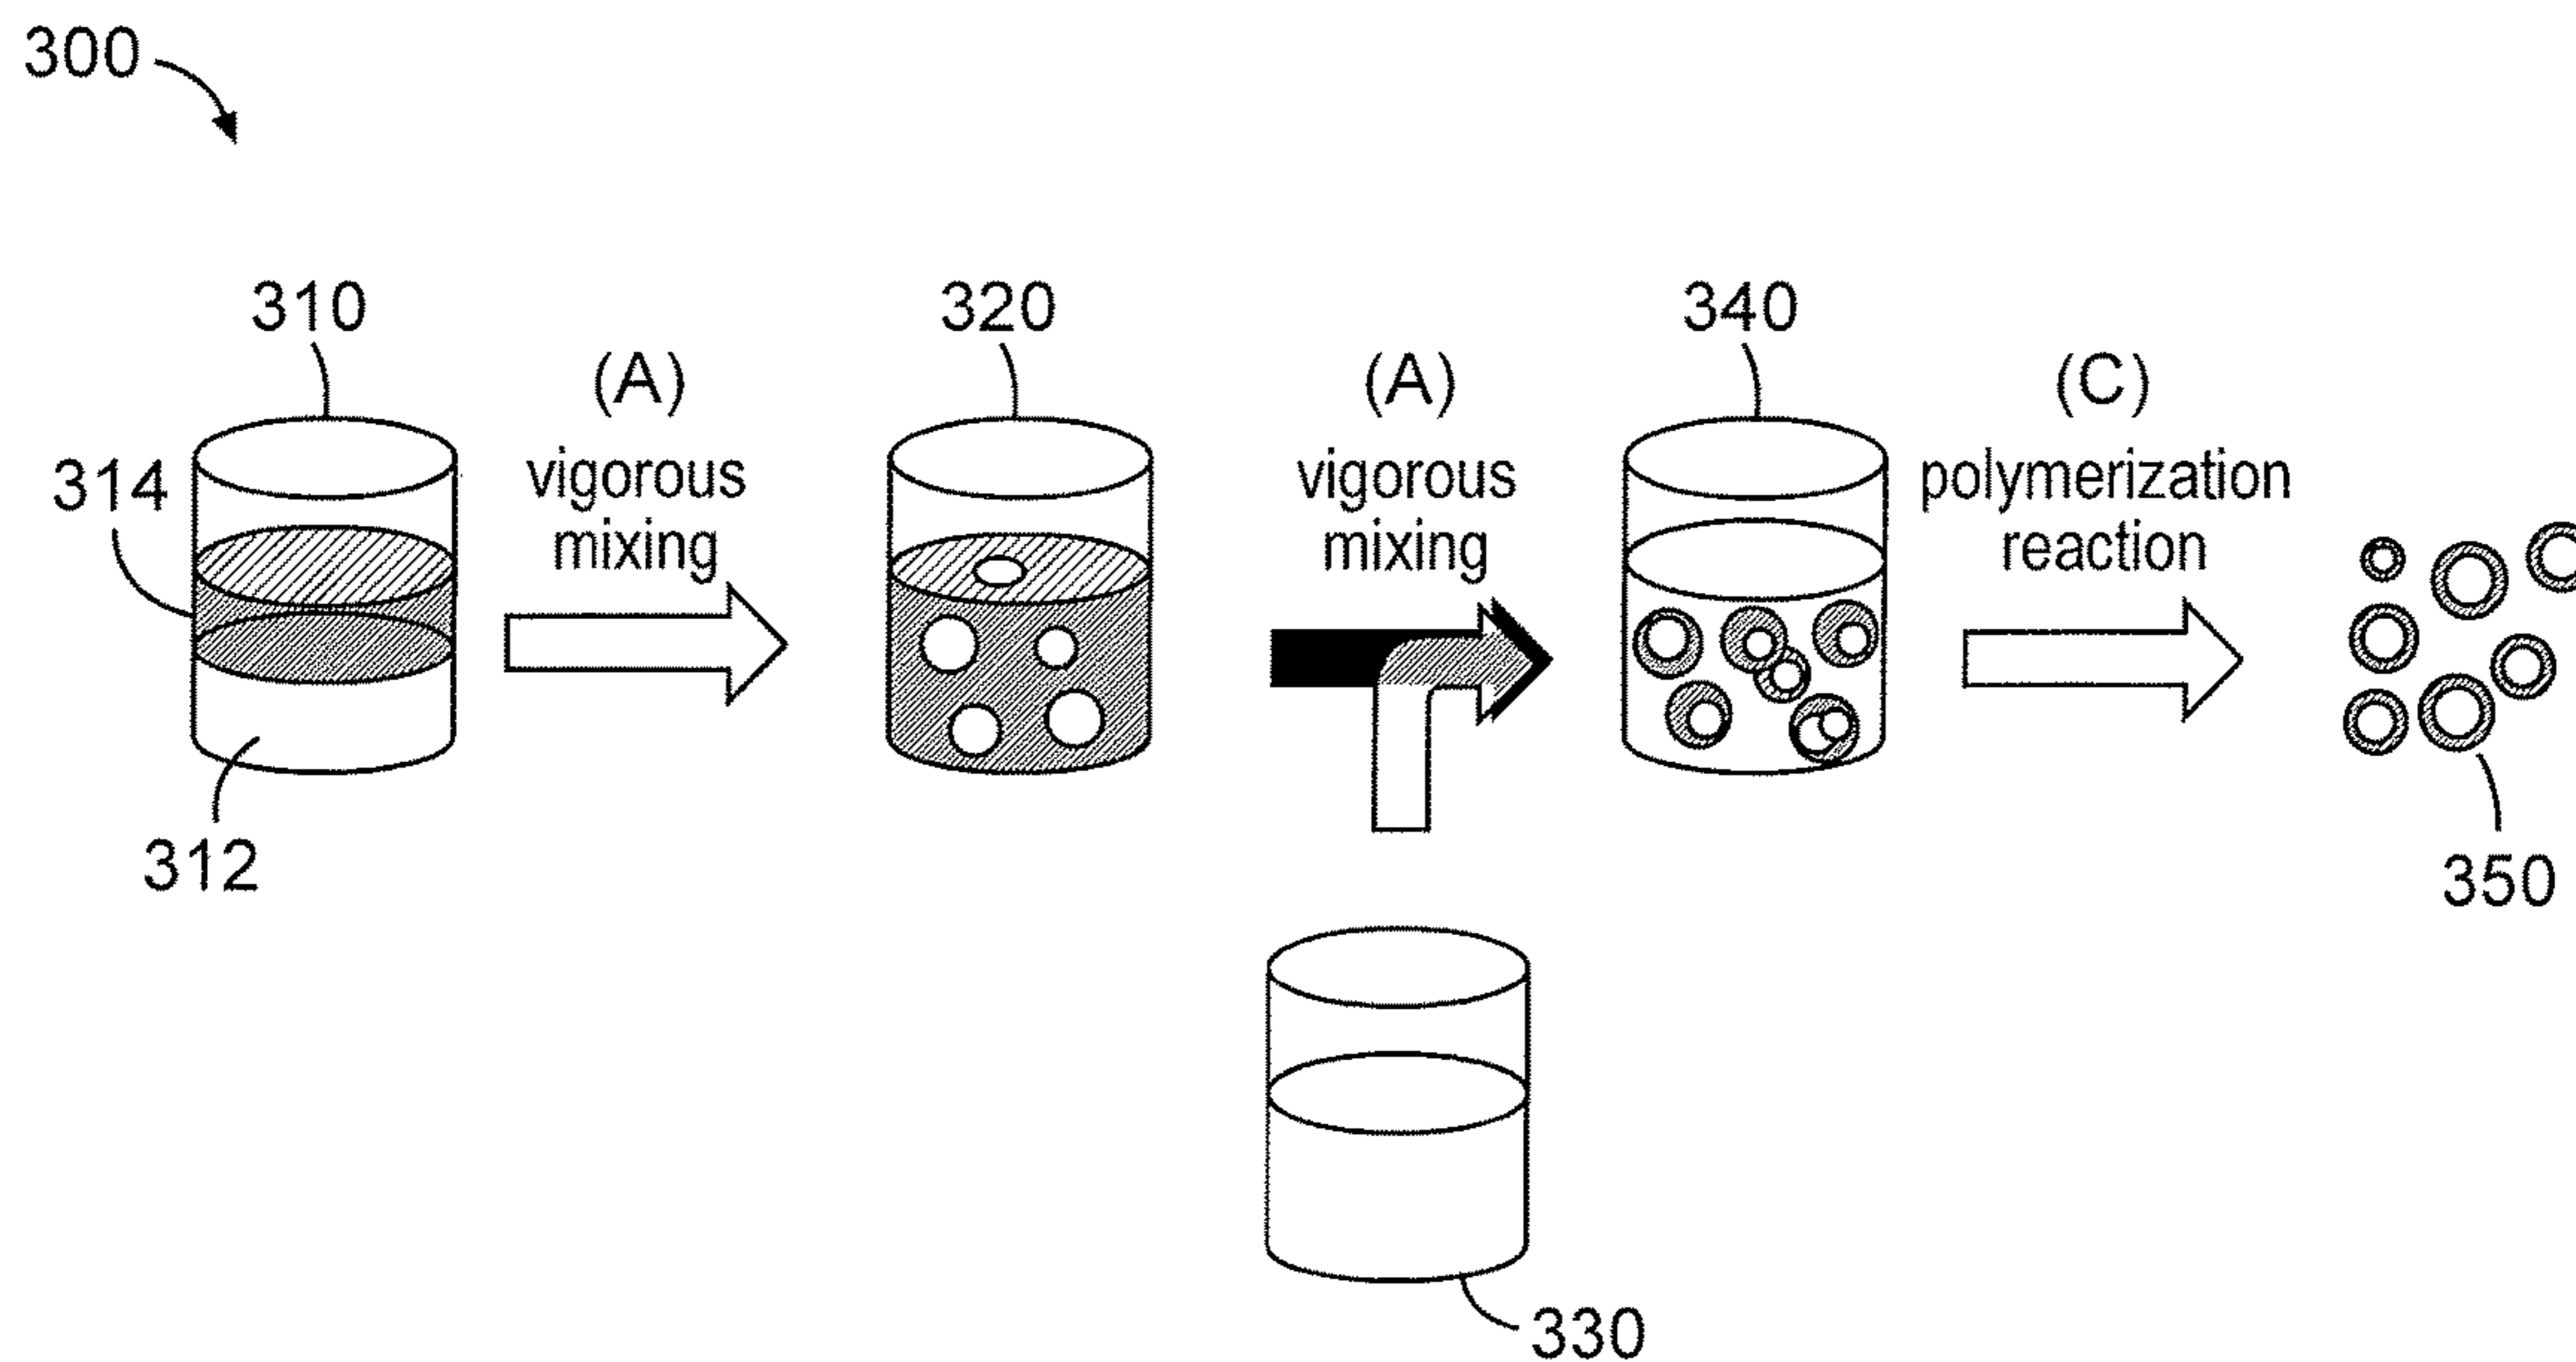 300
310
(A)
vigorous
mixing
314
312
320
(A)
vigorous
mixing
330
340
(C)
polymerization
reaction
350